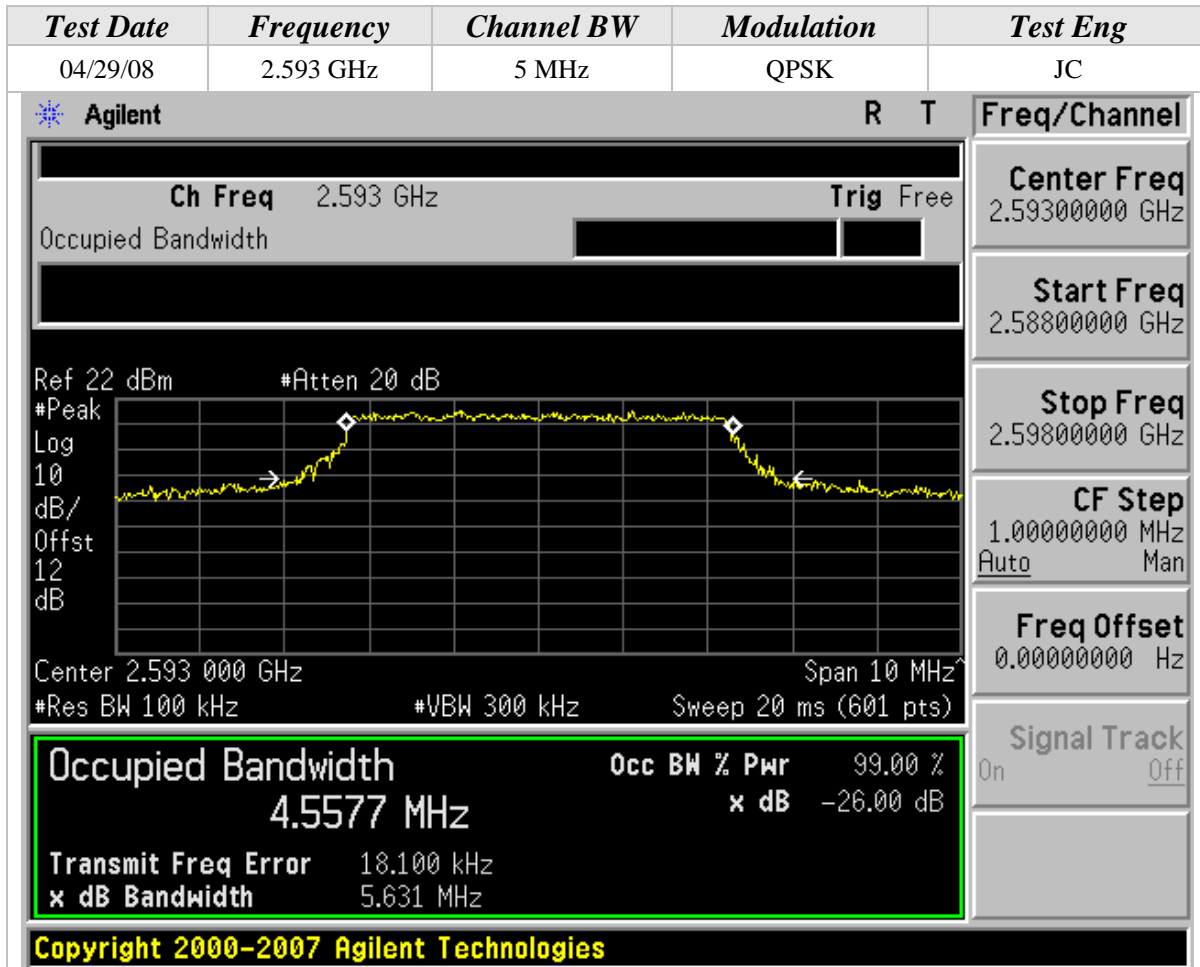 Test Date Frequency Channel BW Modulation Test Eng
04/29/08 2.593 GHz 5 MHz QPSK JC
Agilent R T Freq/Channel
Ch Freq 2.593 GHz Trig Free
Occupied Bandwidth
Center Freq
2.59300000 GHz
Start Freq
2.58800000 GHz
Stop Freq
2.59800000 GHz
CF Step
1.00000000 MHz
Auto Man
Freq Offset
0.00000000 Hz
Signal Track
On Off
Ref 22 dBm #Atten 20 dB
#Peak
Log
10
dB/
Offst
12
dB
Center 2.593 000 GHz Span 10 MHz^
#Res BW 100 kHz #VBW 300 kHz Sweep 20 ms (601 pts)
Occupied Bandwidth Occ BW % Pwr 99.00 %
4.5577 MHz x dB -26.00 dB
Transmit Freq Error 18.100 kHz
x dB Bandwidth 5.631 MHz
Copyright 2000-2007 Agilent Technologies